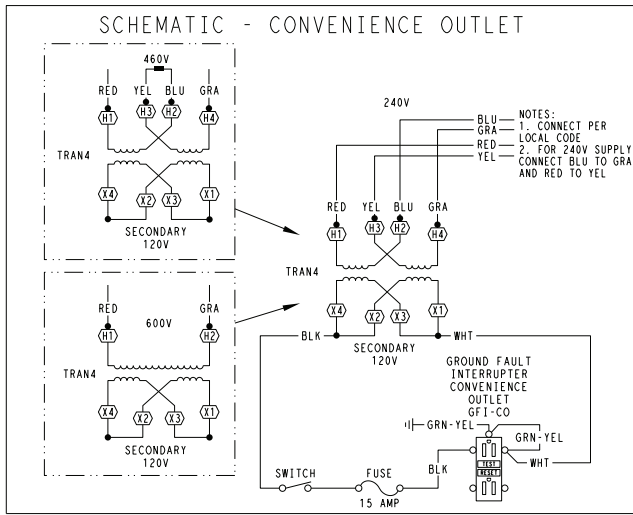 SCHEMATIC - CONVENIENCE OUTLET
460V
RED YEL BLU GRA
H1 H3 H2 H4
TRAN4
X4 X2 X3 X1
SECONDARY
120V
600V
RED GRA
H1 H2
TRAN4
X4 X2 X3 X1
SECONDARY
120V
240V
BLU
GRA
RED
YEL
NOTES:
1. CONNECT PER
LOCAL CODE
2. FOR 240V SUPPLY
CONNECT BLU TO GRA
AND RED TO YEL
RED YEL BLU GRA
H1 H3 H2 H4
TRAN4
X4 X2 X3 X1
BLK WHT
SECONDARY
120V
GROUND FAULT
INTERRUPTER
CONVENIENCE
OUTLET
GFI-CO
GRN-YEL
GRN-YEL
BLK WHT
TEST
RESET
SWITCH FUSE
15 AMP